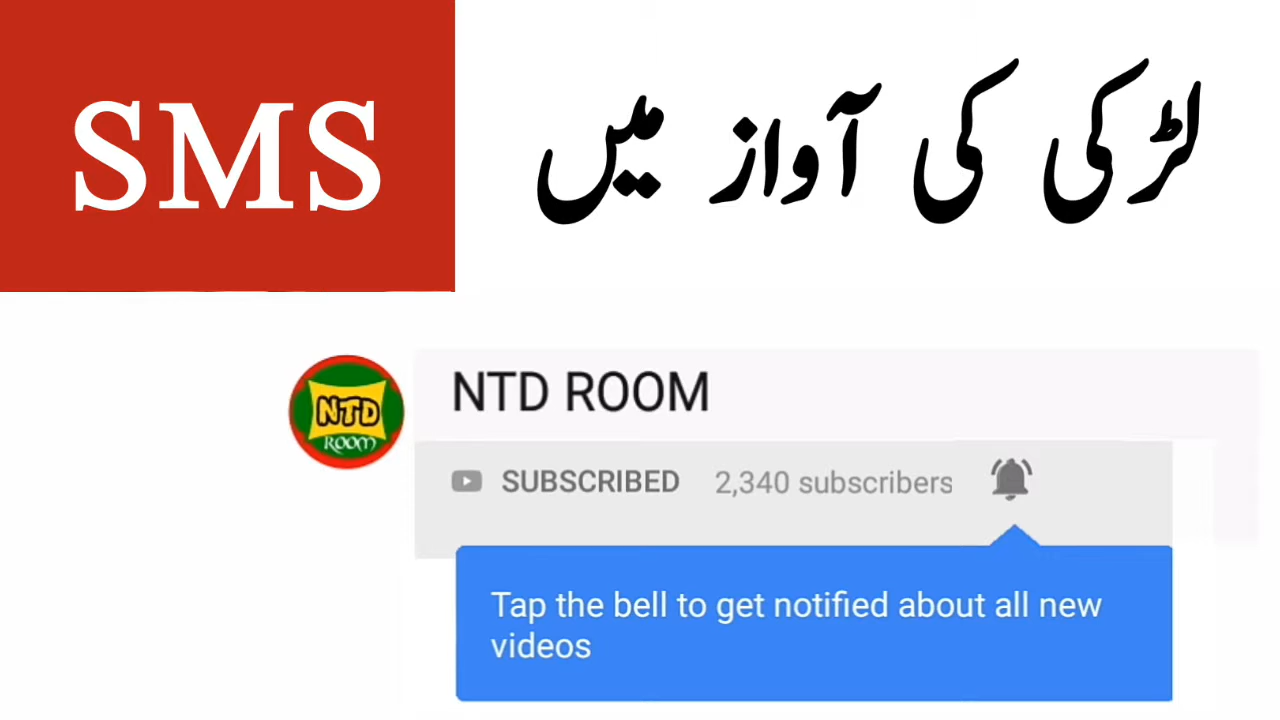 SMS
لڑکی کی آواز میں
NTD
ROOM
NTD ROOM
SUBSCRIBED 2,340 subscribers
Tap the bell to get notified about all new
videos